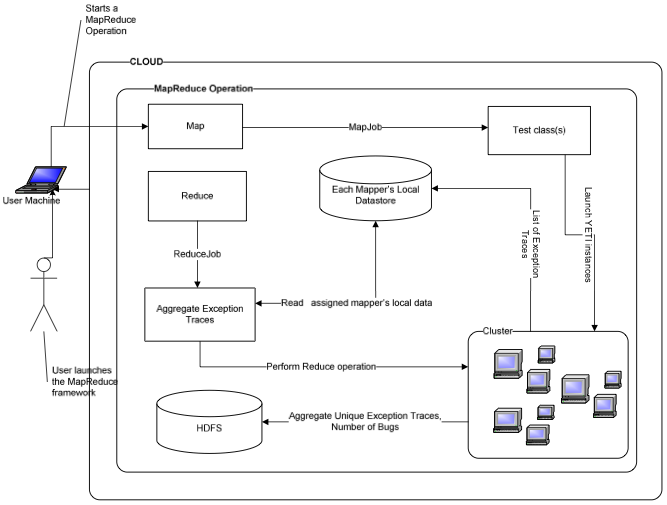 Starts a
MapReduce
Operation
CLOUD
MapReduce Operation
Map
MapJob
Test class(s)
User Machine
Reduce
Each Mapper's Local
Datastore
List of Exception
Traces
Launch YETI instances
ReduceJob
Aggregate Exception
Traces
Read assigned mapper's local data
Cluster
User launches
the MapReduce
framework
Perform Reduce operation
HDFS
Aggregate Unique Exception Traces,
Number of Bugs